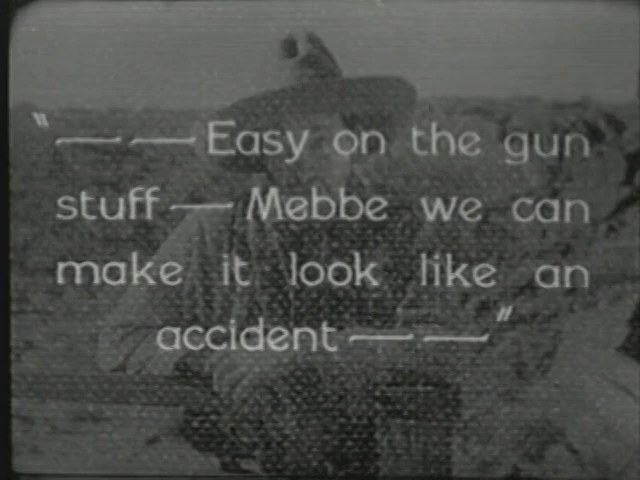 "— — Easy on the gun
stuff — Mebbe we can
make it look like an
accident — —"